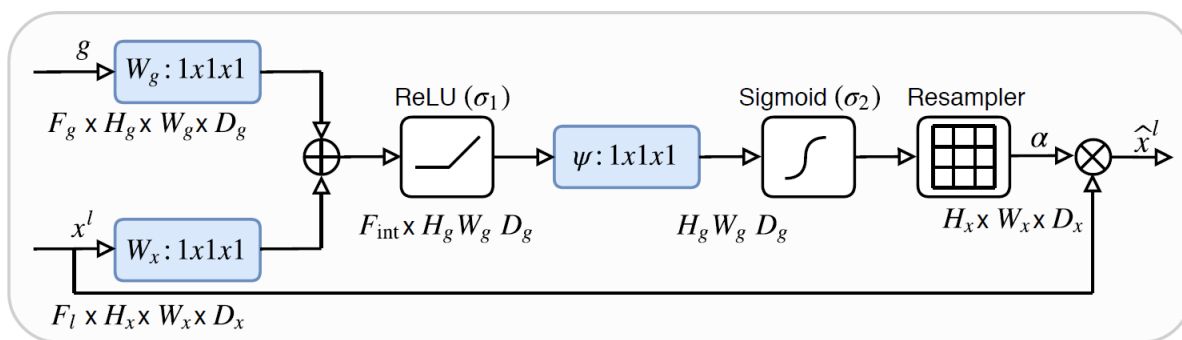 g
W_g : 1x1x1
F_g x H_g x W_g x D_g
ReLU (σ₁)
ψ : 1x1x1
Sigmoid (σ₂)
Resampler
α
x̂^l
F_int x H_g W_g D_g
H_g W_g D_g
H_x x W_x x D_x
x^l
W_x : 1x1x1
F_l x H_x x W_x x D_x